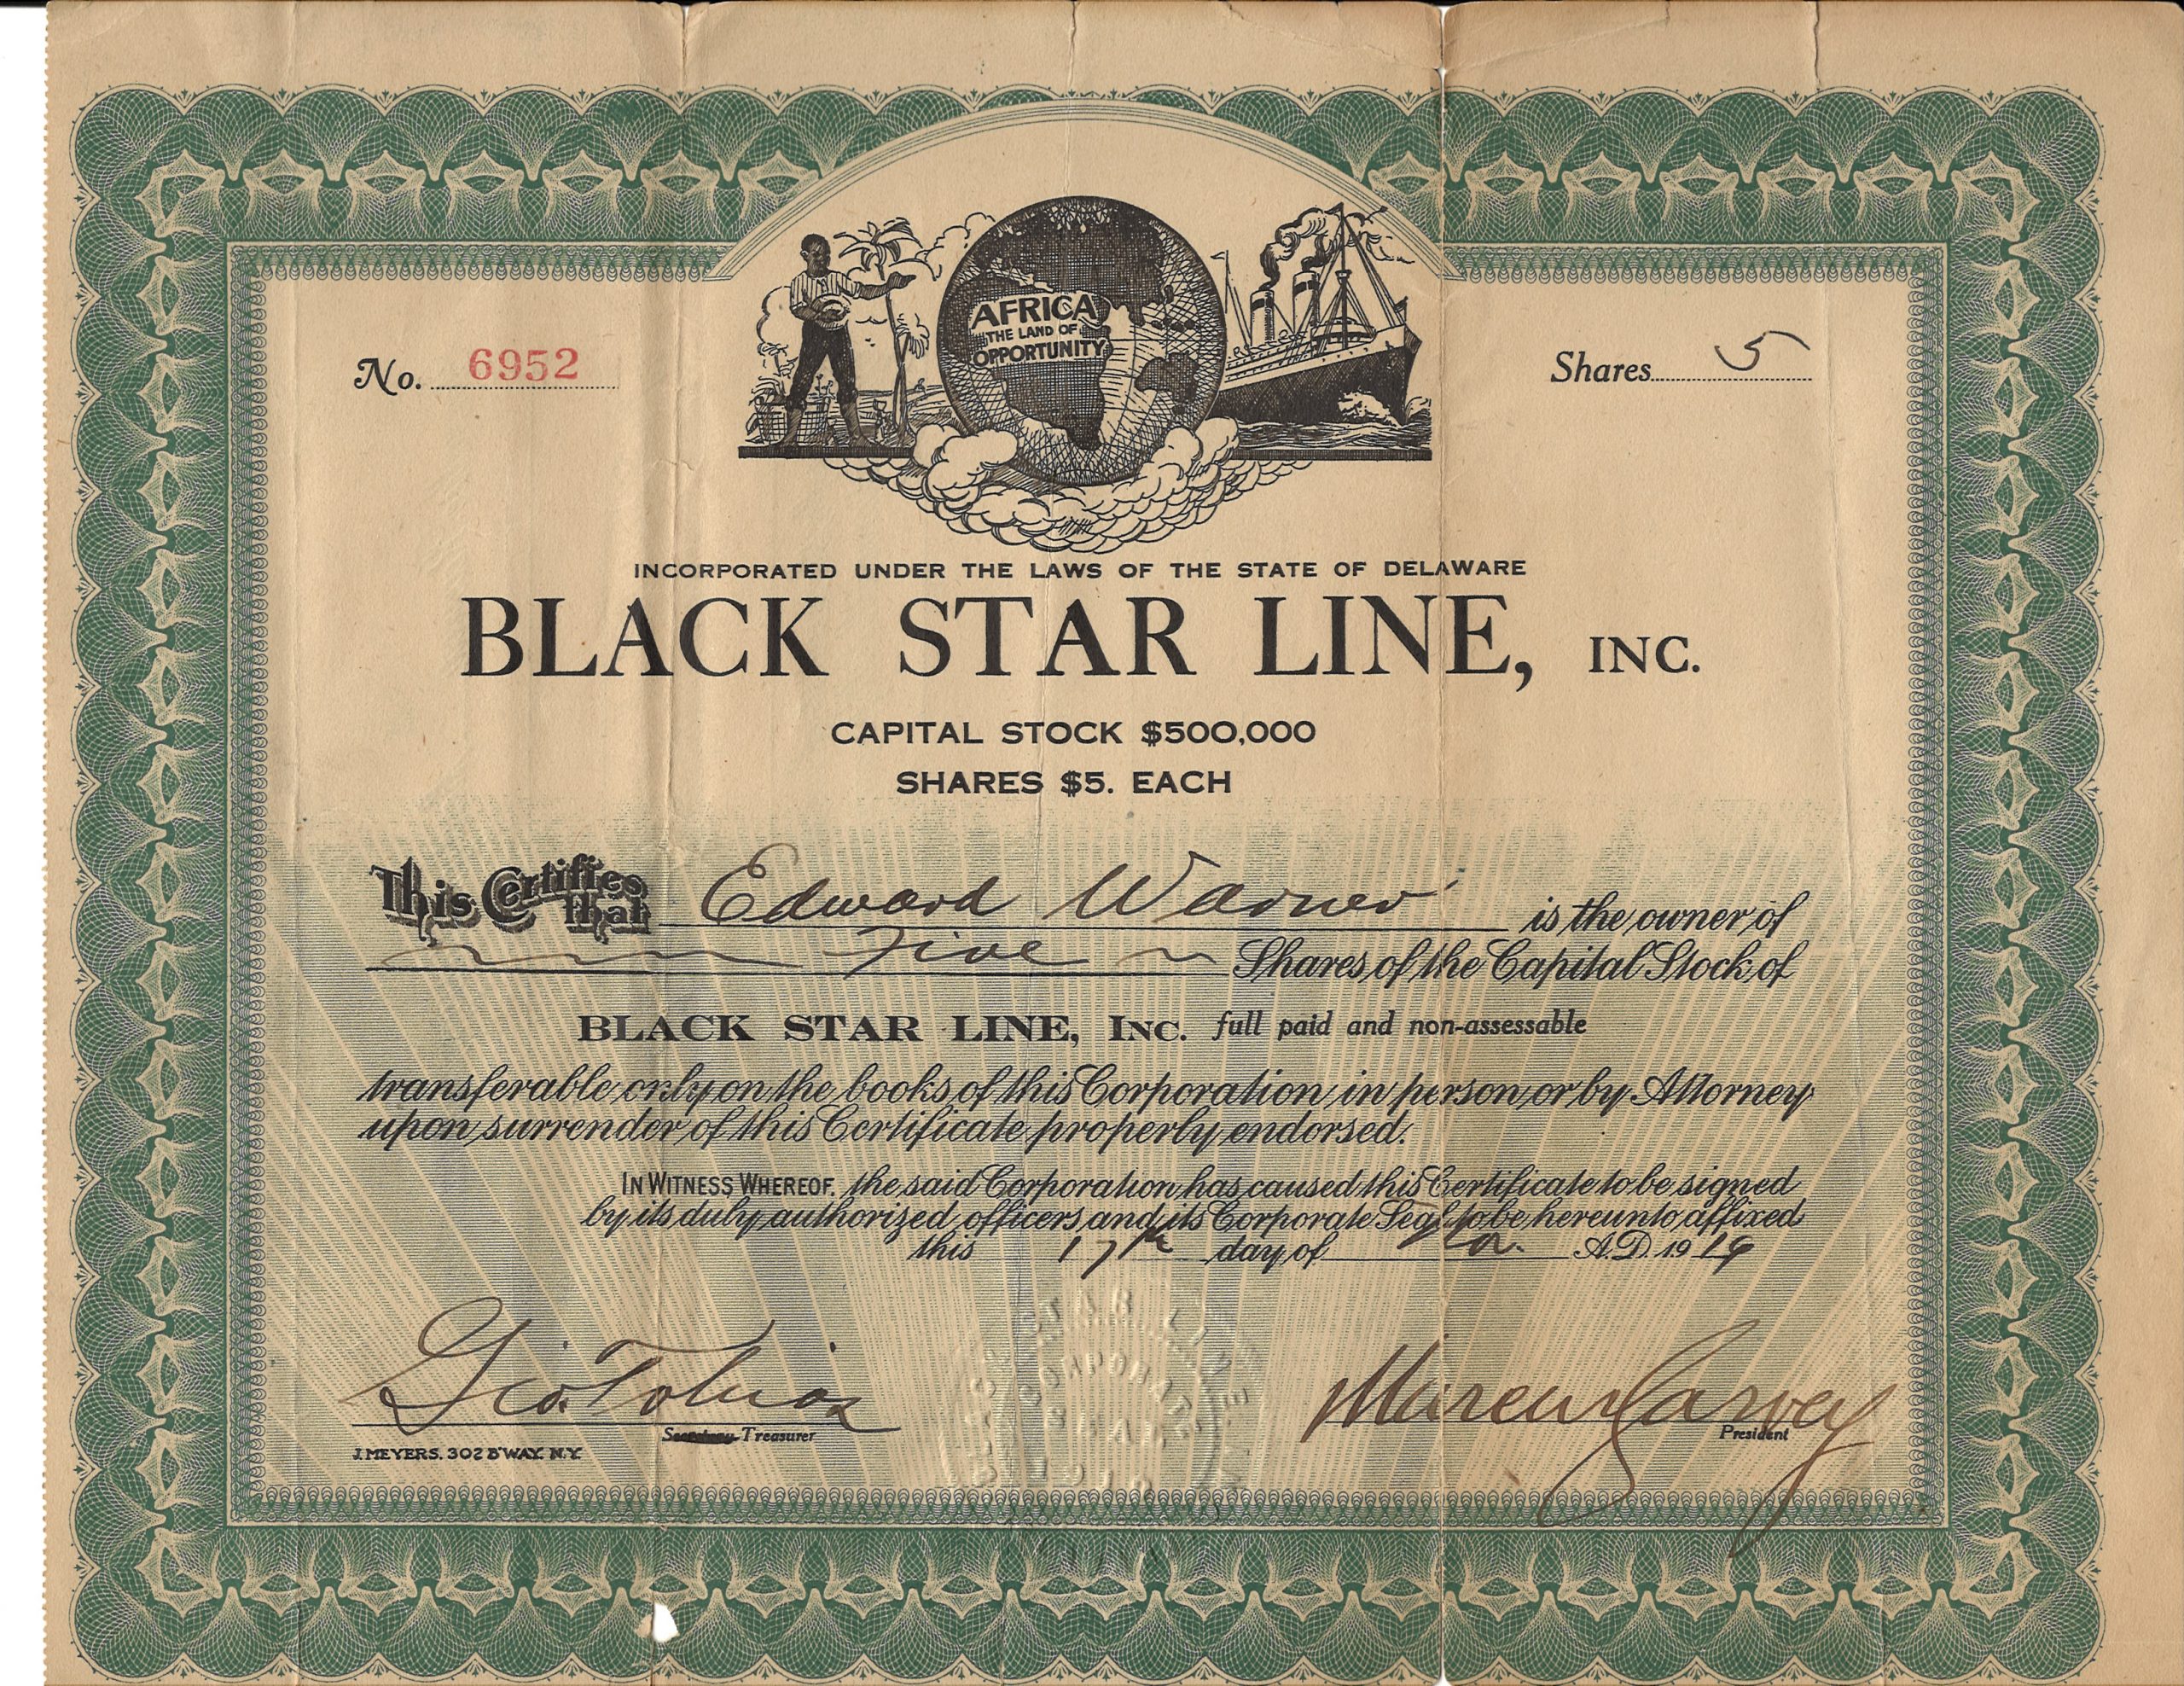 AFRICA
THE LAND OF
OPPORTUNITY
No. 6952
Shares 5
INCORPORATED UNDER THE LAWS OF THE STATE OF DELAWARE
BLACK STAR LINE, INC.
CAPITAL STOCK $500,000
SHARES $5. EACH
This Certifies that Edward Warner is the owner of
Five Shares of the Capital Stock of
BLACK STAR LINE, INC. full paid and non-assessable
transferable only on the books of this Corporation in person or by Attorney
upon surrender of this Certificate properly endorsed.
IN WITNESS WHEREOF, the said Corporation has caused this Certificate to be signed
by its duly authorized officers and its Corporate Seal to be hereunto affixed
this 17th day of A.D. 1919
Geo. Tobias
Marcus Garvey
Secretary-Treasurer
President
J. MEYERS. 302 B'WAY. N.Y.
STAR LINE
CORPORATE
SEAL